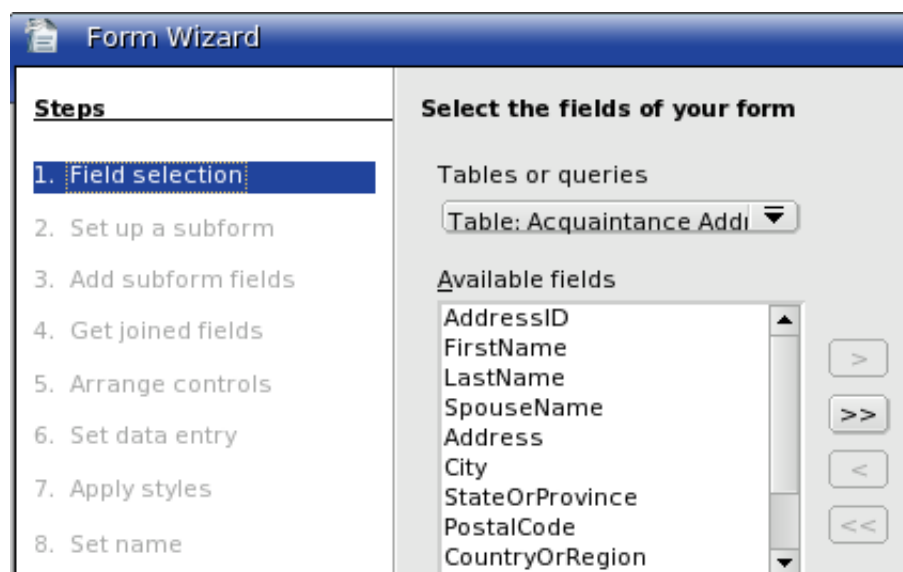 Form Wizard
Steps
1. Field selection
2. Set up a subform
3. Add subform fields
4. Get joined fields
5. Arrange controls
6. Set data entry
7. Apply styles
8. Set name
Select the fields of your form
Tables or queries
Table: Acquaintance Addr
Available fields
AddressID
FirstName
LastName
SpouseName
Address
City
StateOrProvince
PostalCode
CountryOrRegion
>
>>
<
<<